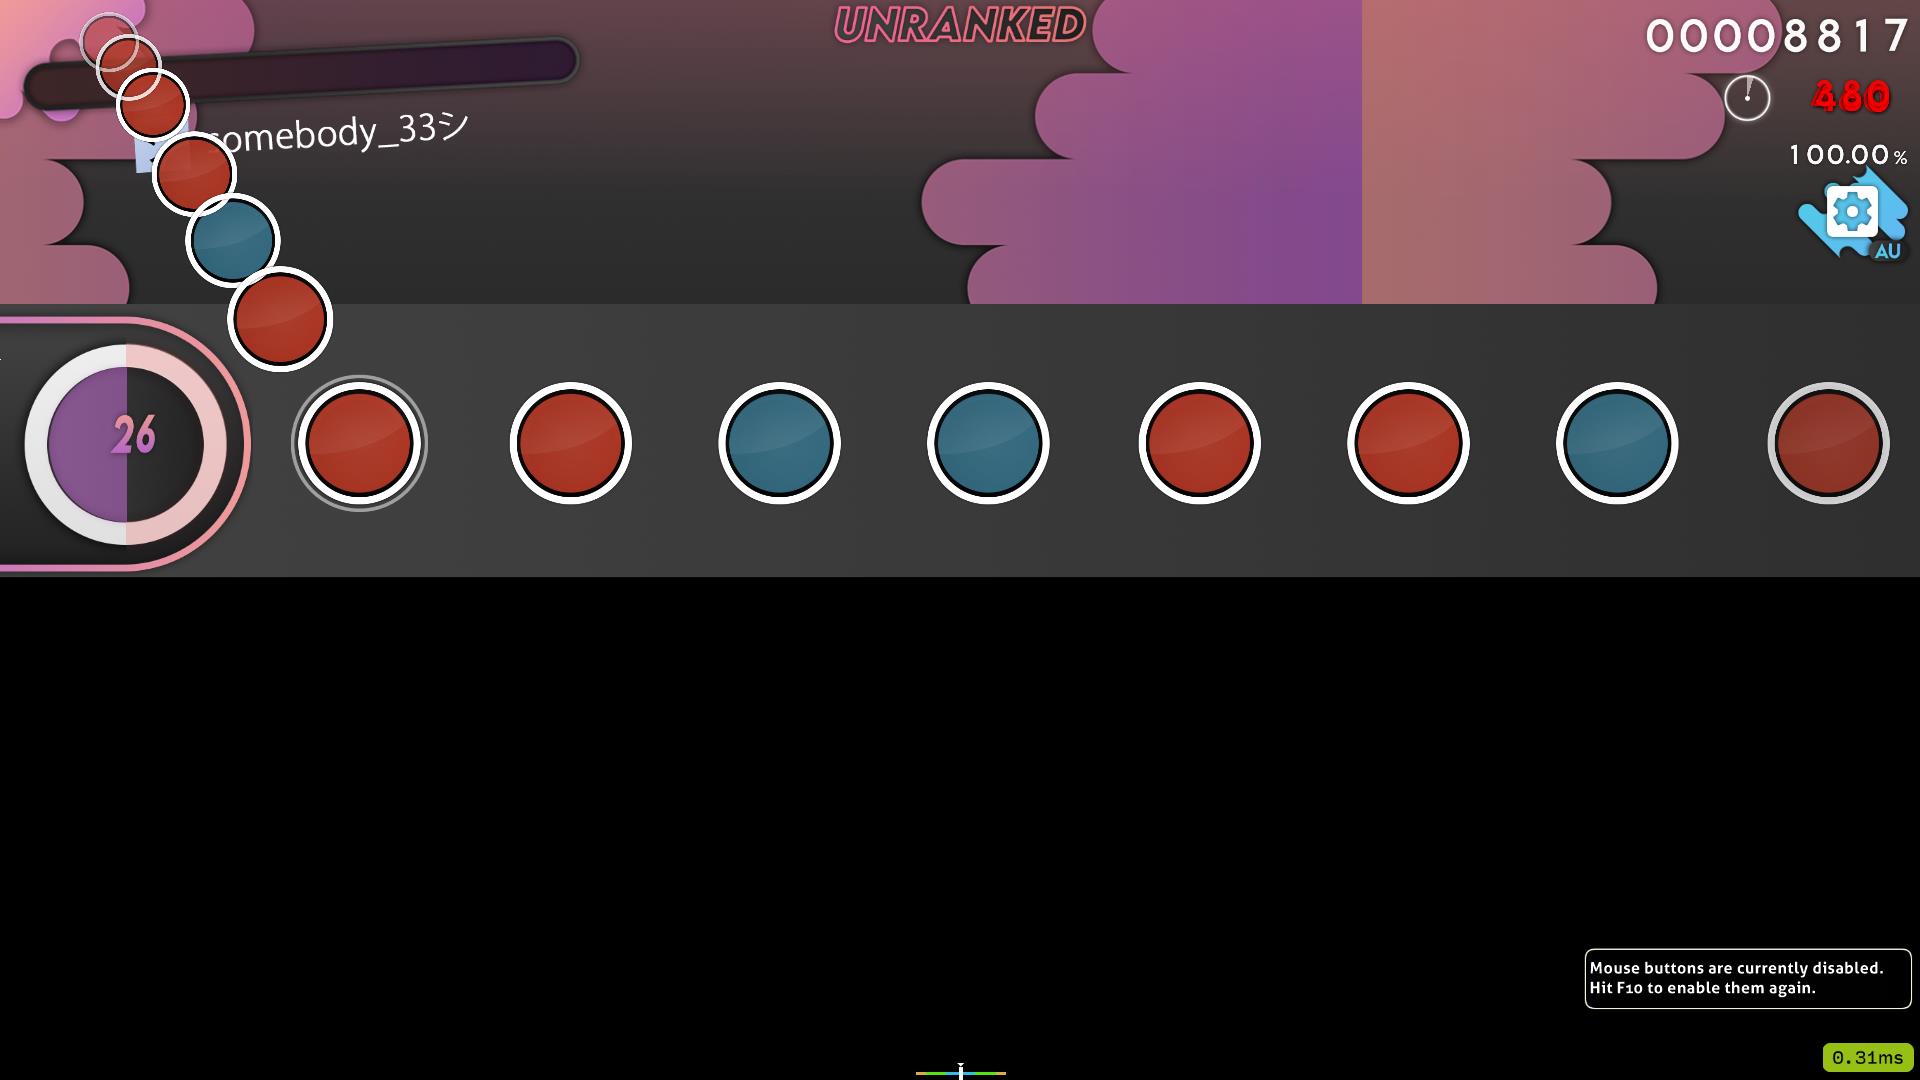 UNRANKED
00008817
480
100.00%
somebody_33シ
AU
26
Mouse buttons are currently disabled.
Hit F10 to enable them again.
0.31ms